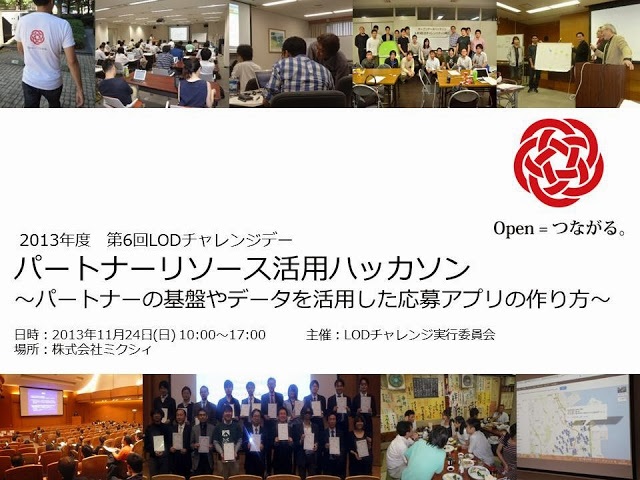 Open = つながる。
2013年度　第6回LODチャレンジデー
パートナーリソース活用ハッカソン
～パートナーの基盤やデータを活用した応募アプリの作り方～
日時：2013年11月24日(日) 10:00～17:00　　　主催：LODチャレンジ実行委員会
場所：株式会社ミクシィ